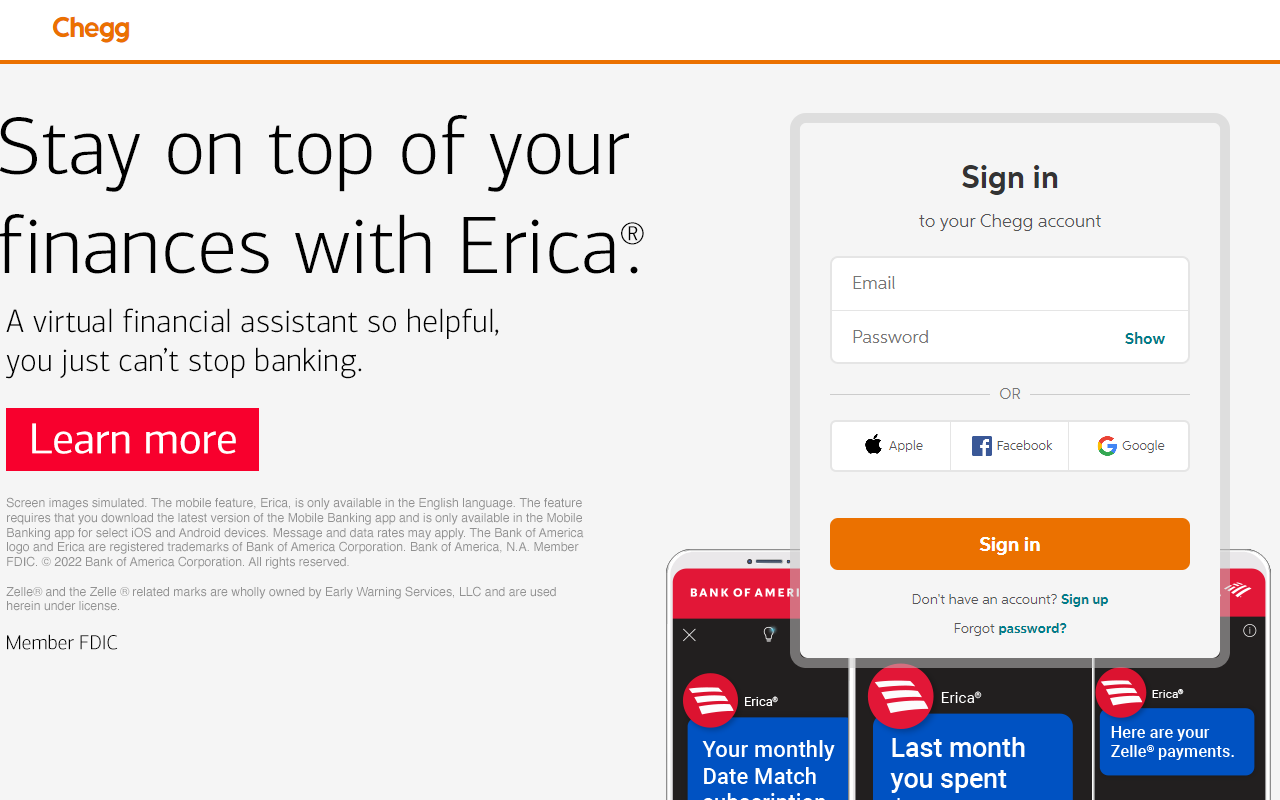 Chegg
Stay on top of your
finances with Erica®.
A virtual financial assistant so helpful,
you just can't stop banking.
Learn more
Screen images simulated. The mobile feature, Erica, is only available in the English language. The feature
requires that you download the latest version of the Mobile Banking app and is only available in the Mobile
Banking app for select iOS and Android devices. Message and data rates may apply. The Bank of America
logo and Erica are registered trademarks of Bank of America Corporation. Bank of America, N.A. Member
FDIC. © 2022 Bank of America Corporation. All rights reserved.
Zelle® and the Zelle ® related marks are wholly owned by Early Warning Services, LLC and are used
herein under license.
Member FDIC
Sign in
to your Chegg account
Email
Password
Show
OR
Apple
Facebook
Google
Sign in
Don't have an account? Sign up
Forgot password?
BANK OF AMERI
Erica®
Your monthly
Date Match
subscription
Erica®
Last month
you spent
Erica®
Here are your
Zelle® payments.